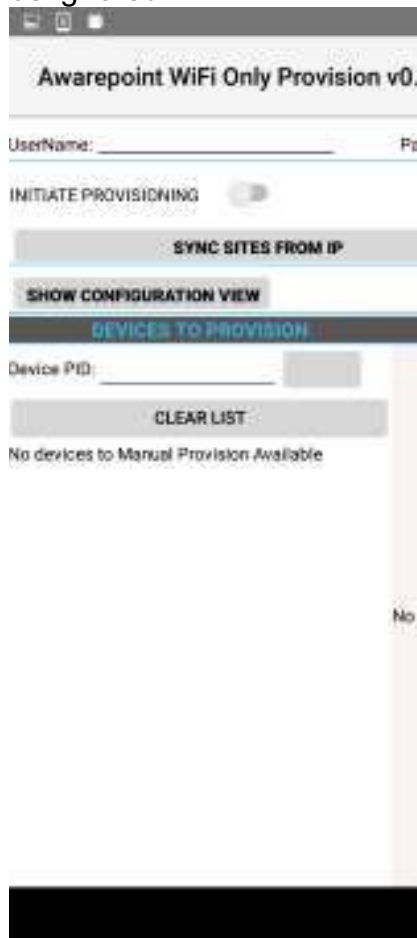 Awarepoint WiFi Only Provision v0.
UserName: Pa
INITIATE PROVISIONING
SYNC SITES FROM IP
SHOW CONFIGURATION VIEW
DEVICES TO PROVISION
Device PID:
CLEAR LIST
No devices to Manual Provision Available
No